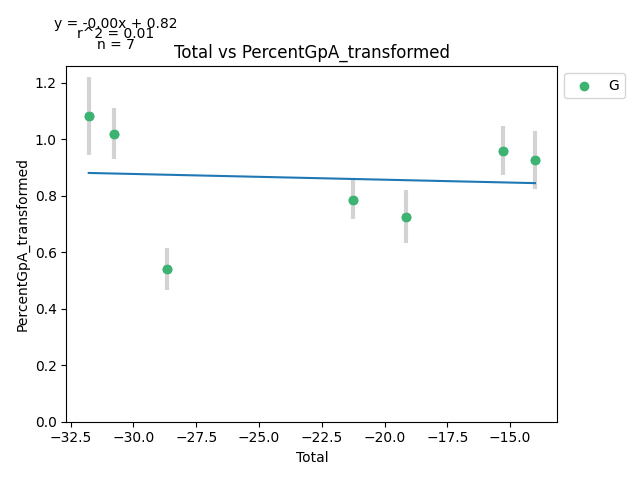 y = -0.00x + 0.82
r^2 = 0.01
n = 7
Total vs PercentGpA_transformed
G
PercentGpA_transformed
1.2
1.0
0.8
0.6
0.4
0.2
0.0
−32.5 −30.0 −27.5 −25.0 −22.5 −20.0 −17.5 −15.0
Total